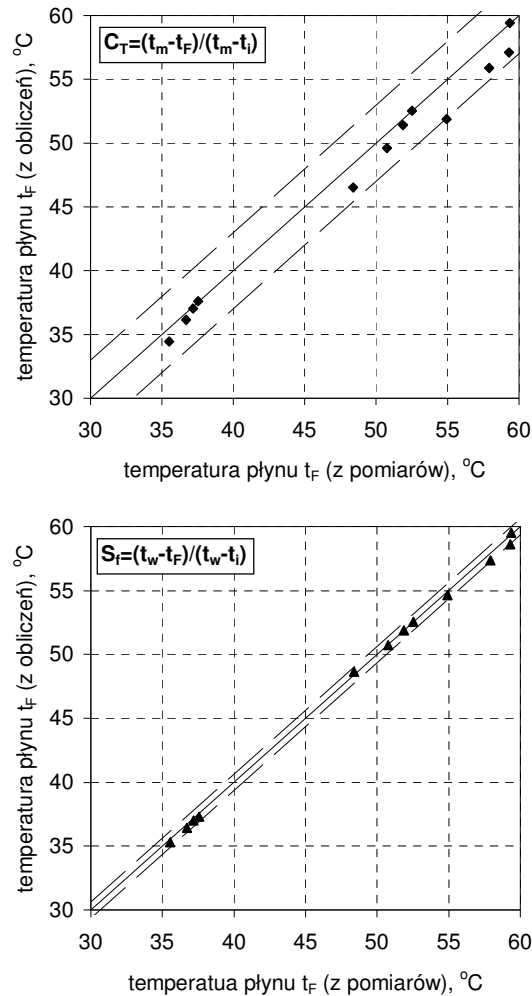 C_T=(t_m-t_F)/(t_m-t_i)
temperatura płynu t_F (z obliczeń), °C
60
55
50
45
40
35
30
30 35 40 45 50 55 60
temperatura płynu t_F (z pomiarów), °C
S_f=(t_w-t_F)/(t_w-t_i)
temperatura płynu t_F (z obliczeń), °C
60
55
50
45
40
35
30
30 35 40 45 50 55 60
temperatua płynu t_F (z pomiarów), °C